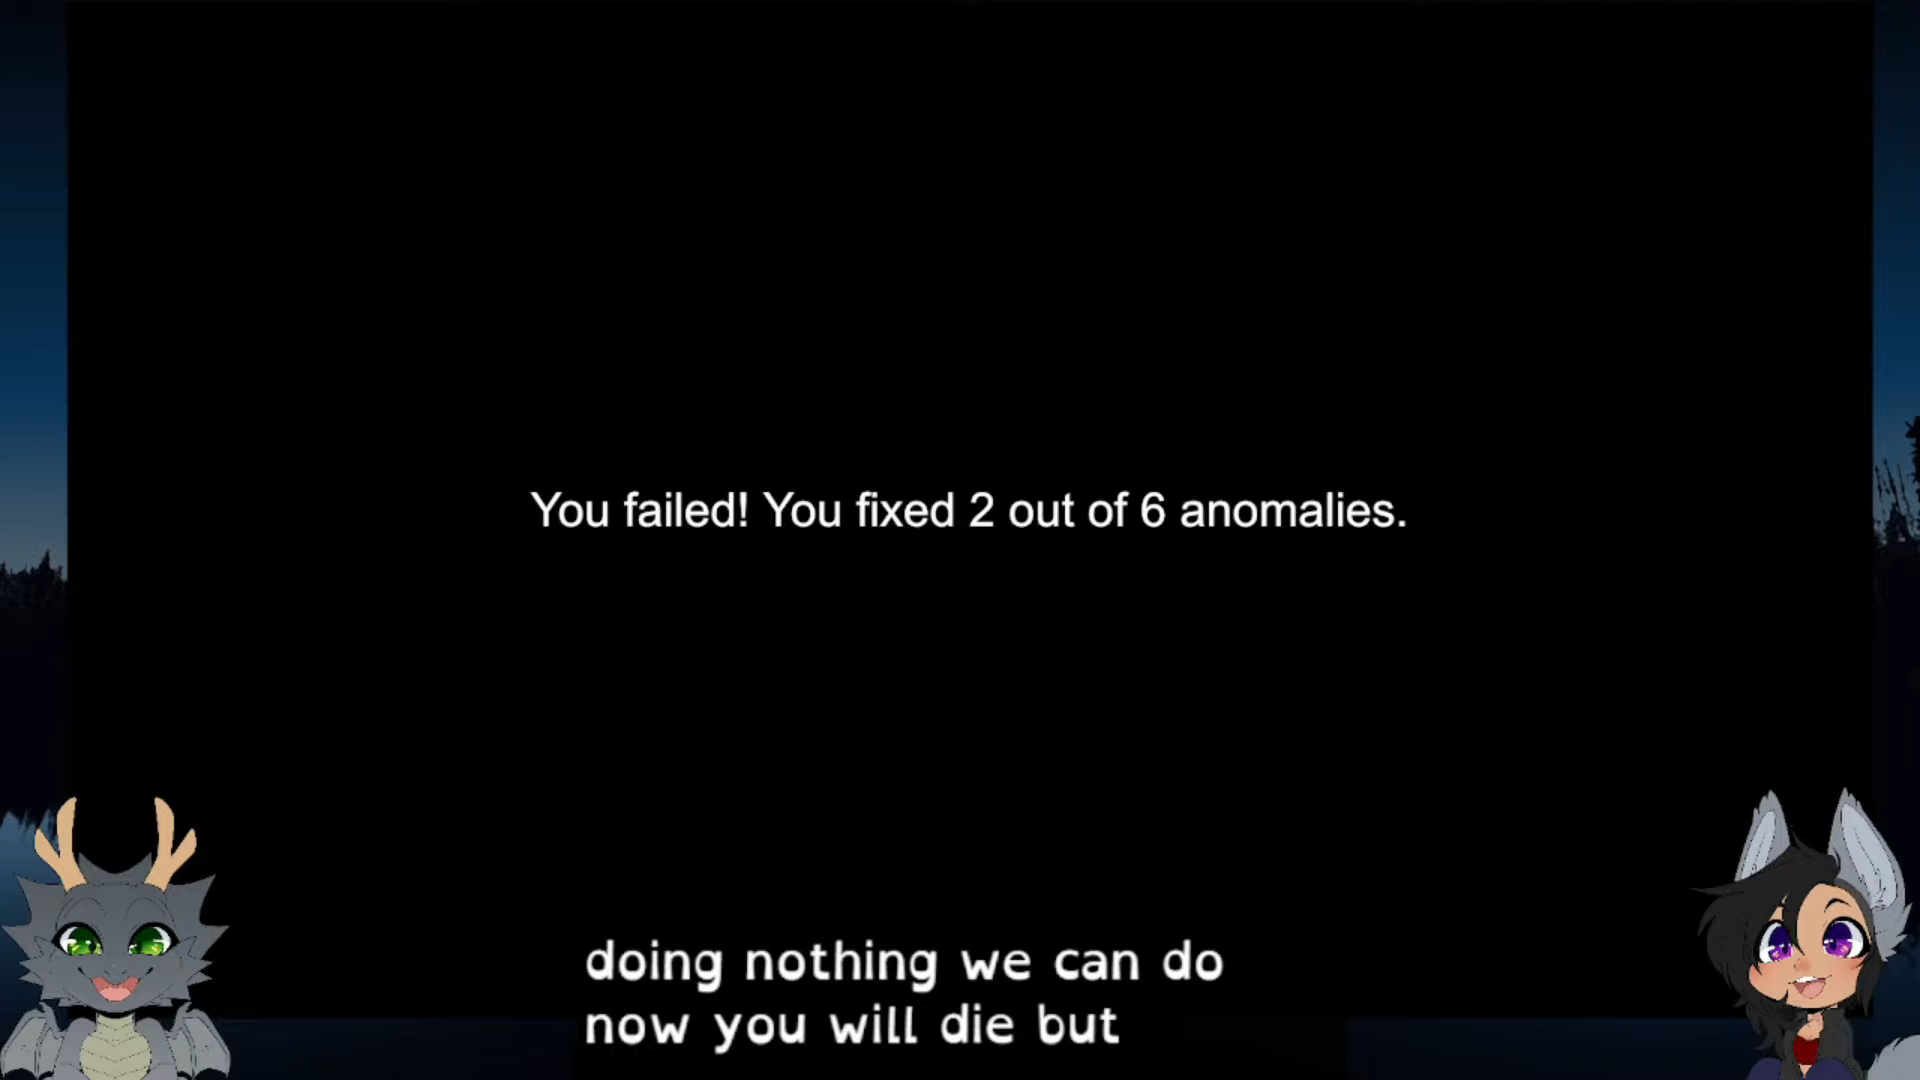 You failed! You fixed 2 out of 6 anomalies.
doing nothing we can do
now you will die but